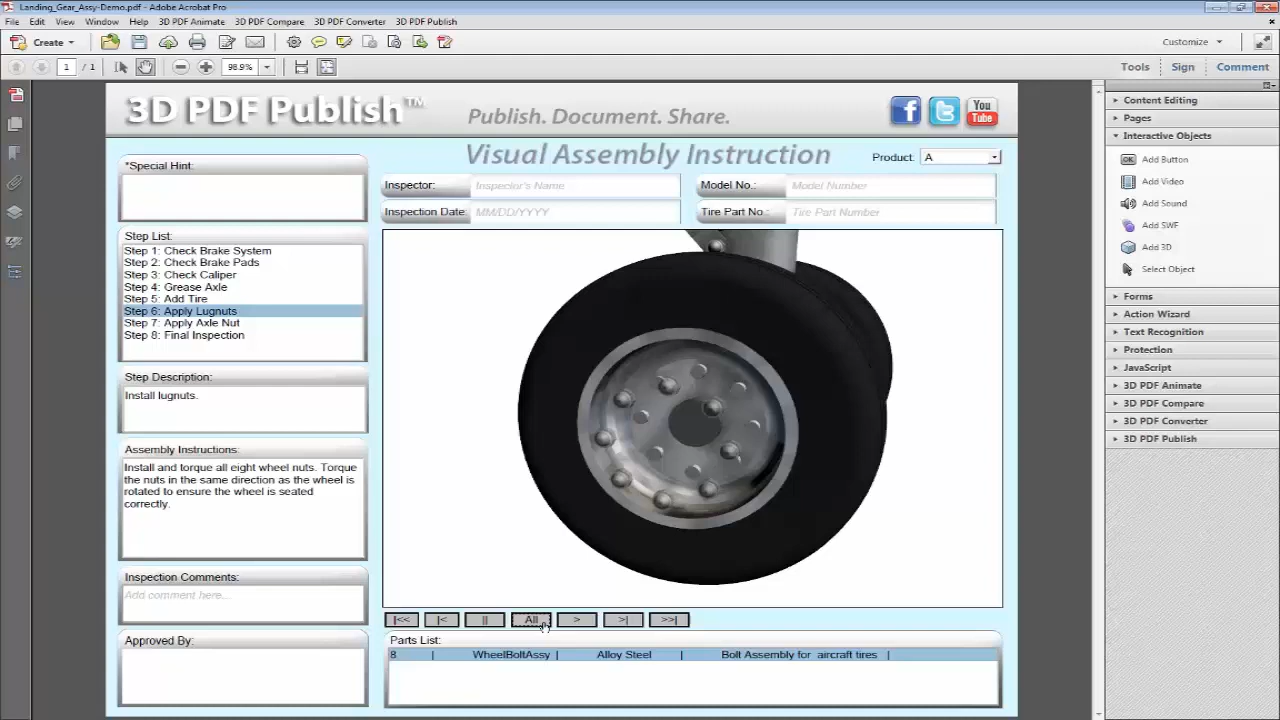 Landing_Gear_Assy-Demo.pdf - Adobe Acrobat Pro
File Edit View Window Help 3D PDF Animate 3D PDF Compare 3D PDF Converter 3D PDF Publish
Create Customize
1 / 1 98.9% Tools Sign Comment
3D PDF Publish™ Publish. Document. Share. You Tube
Visual Assembly Instruction Product: A
*Special Hint:
Inspector: Inspector's Name Model No.: Model Number
Inspection Date: MM/DD/YYYY Tire Part No.: Tire Part Number
Step List:
Step 1: Check Brake System
Step 2: Check Brake Pads
Step 3: Check Caliper
Step 4: Grease Axle
Step 5: Add Tire
Step 6: Apply Lugnuts
Step 7: Apply Axle Nut
Step 8: Final Inspection
Step Description:
Install lugnuts.
Assembly Instructions:
Install and torque all eight wheel nuts. Torque
the nuts in the same direction as the wheel is
rotated to ensure the wheel is seated
correctly.
Inspection Comments:
Add comment here...
Approved By:
|<< |< || All > >| >>|
Parts List:
8 | WheelBoltAssy | Alloy Steel | Bolt Assembly for aircraft tires |
Content Editing
Pages
Interactive Objects
OK Add Button
Add Video
Add Sound
Add SWF
Add 3D
Select Object
Forms
Action Wizard
Text Recognition
Protection
JavaScript
3D PDF Animate
3D PDF Compare
3D PDF Converter
3D PDF Publish